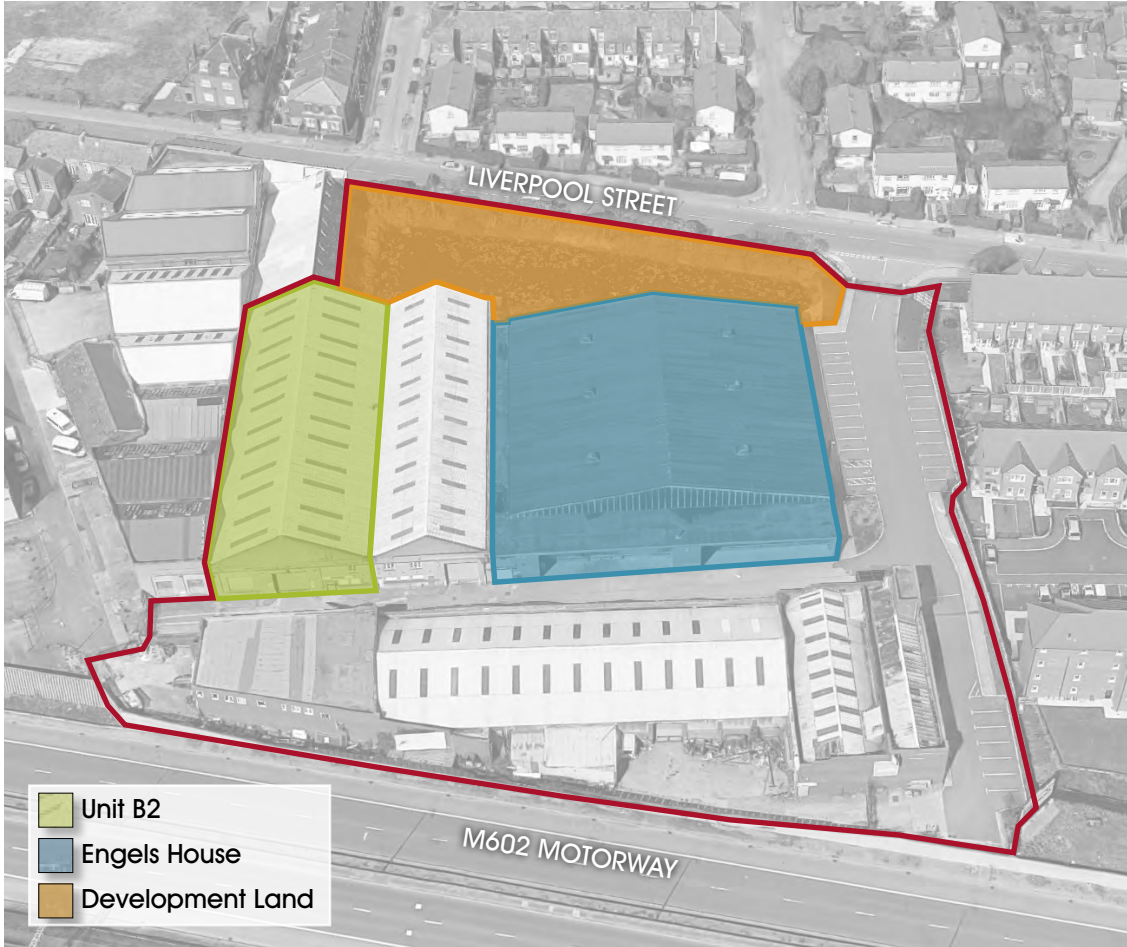 LIVERPOOL STREET
Unit B2
Engels House
Development Land
M602 MOTORWAY